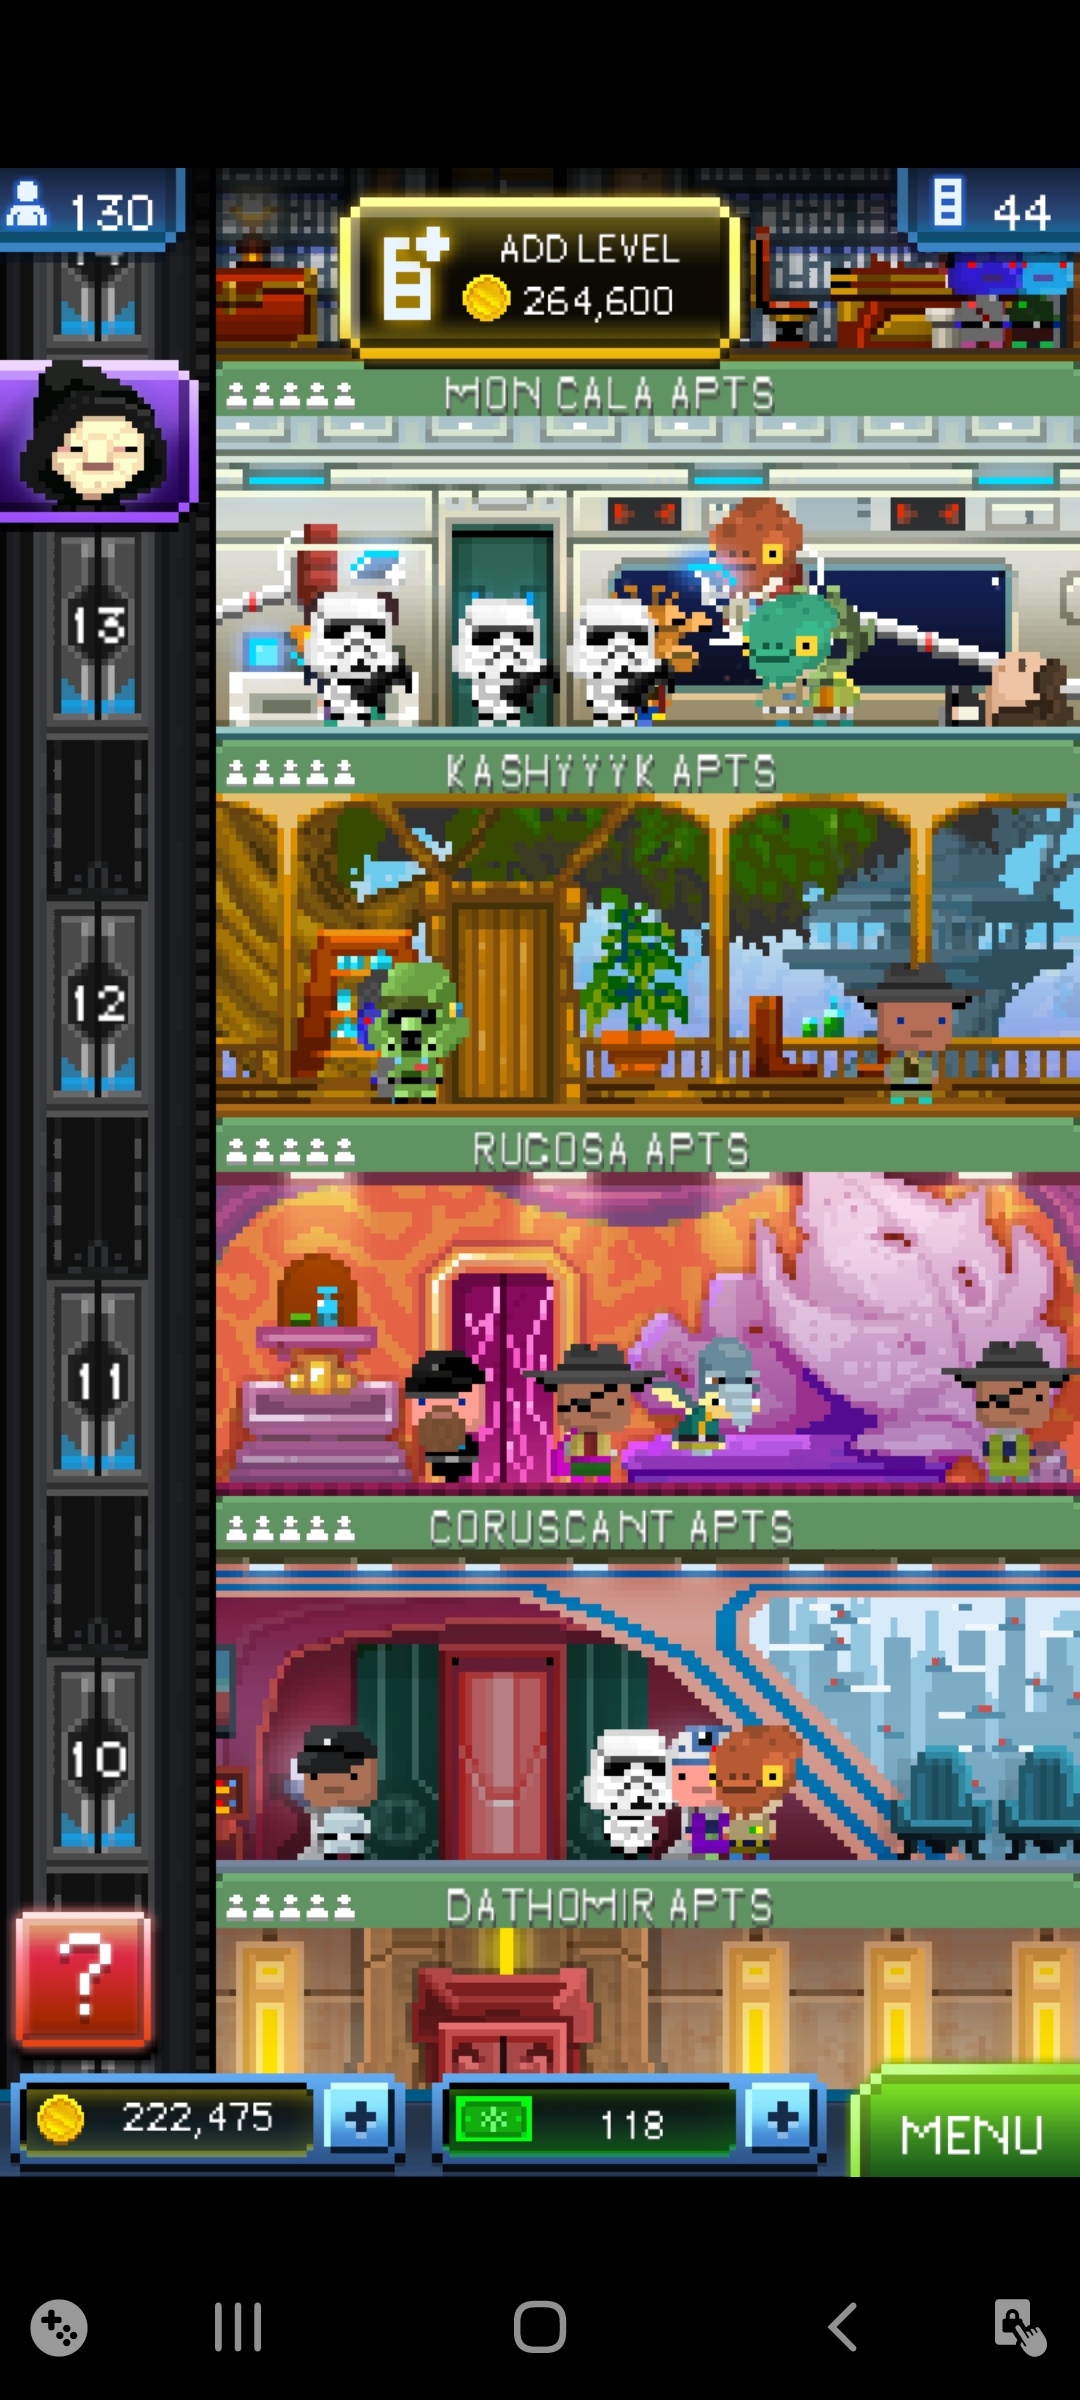 130
ADD LEVEL
264,600
44
MON CALA APTS
13
KASHYYYK APTS
12
RUGOSA APTS
11
CORUSCANT APTS
10
DATHOMIR APTS
?
222,475
+
118
+
MENU